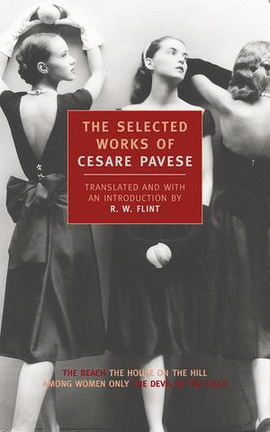 THE SELECTED
WORKS OF
CESARE PAVESE
TRANSLATED AND WITH
AN INTRODUCTION BY
R. W. FLINT
THE BEACH THE HOUSE ON THE HILL
AMONG WOMEN ONLY THE DEVIL IN THE HILLS